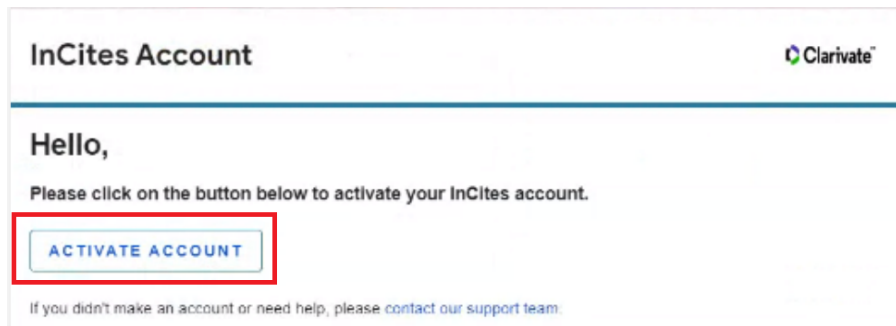 InCites Account
Clarivate™
Hello,
Please click on the button below to activate your InCites account.
ACTIVATE ACCOUNT
If you didn't make an account or need help, please contact our support team.